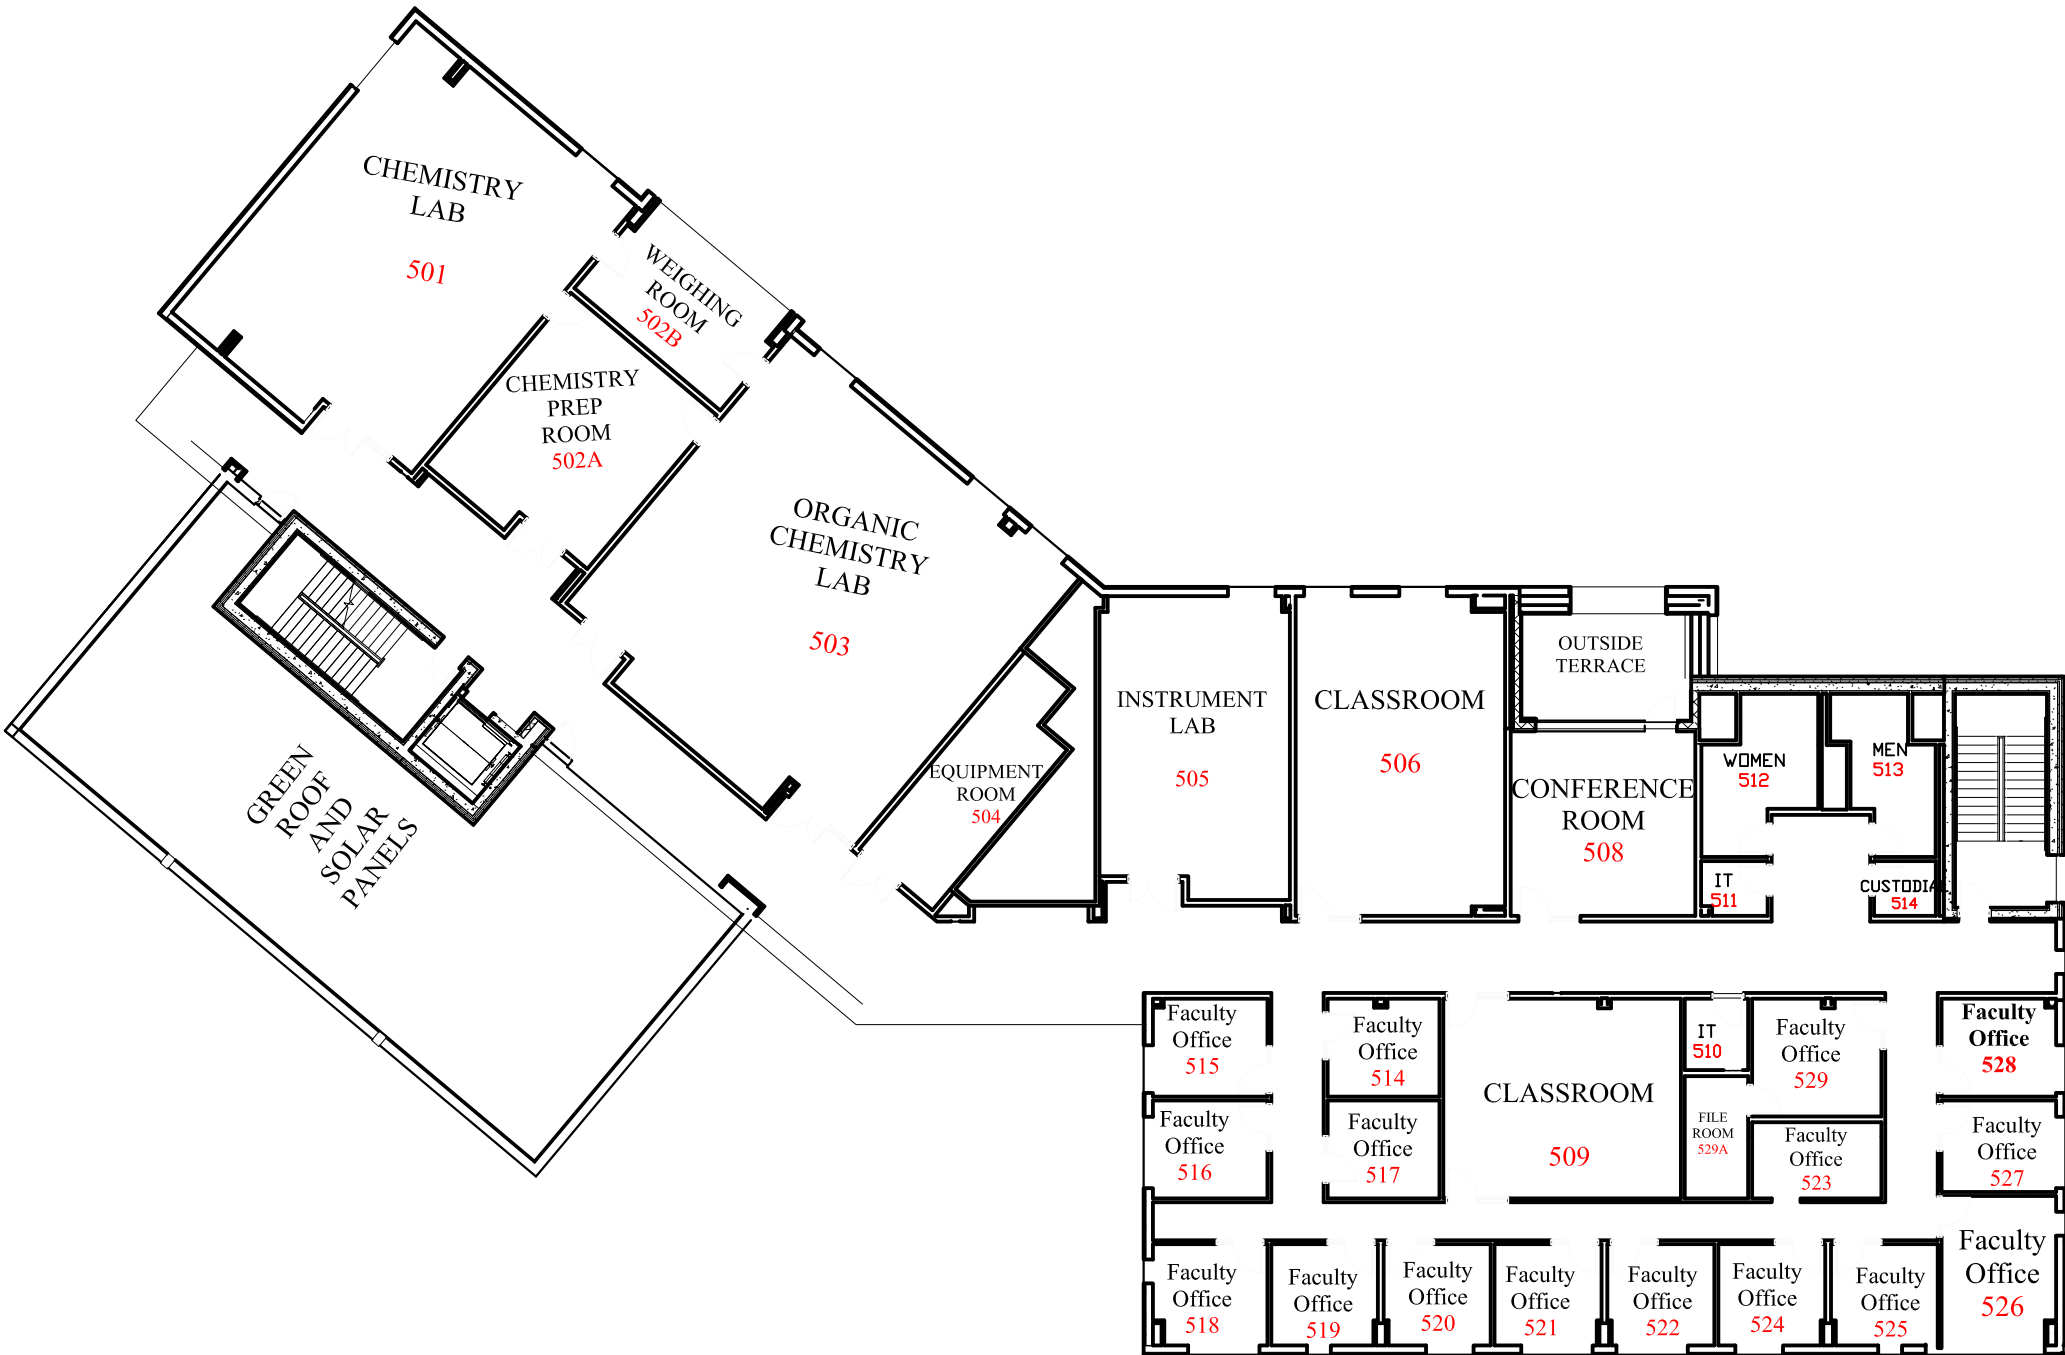 CHEMISTRY
LAB
501
WEIGHING
ROOM
502B
CHEMISTRY
PREP
ROOM
502A
ORGANIC
CHEMISTRY
LAB
503
GREEN
ROOF
AND
SOLAR
PANELS
EQUIPMENT
ROOM
504
INSTRUMENT
LAB
505
CLASSROOM
506
OUTSIDE
TERRACE
CONFERENCE
ROOM
508
WOMEN
512
MEN
513
IT
511
CUSTODIAL
514
Faculty
Office
515
Faculty
Office
514
CLASSROOM
509
IT
510
Faculty
Office
529
Faculty
Office
528
Faculty
Office
516
Faculty
Office
517
FILE
ROOM
529A
Faculty
Office
523
Faculty
Office
527
Faculty
Office
518
Faculty
Office
519
Faculty
Office
520
Faculty
Office
521
Faculty
Office
522
Faculty
Office
524
Faculty
Office
525
Faculty
Office
526